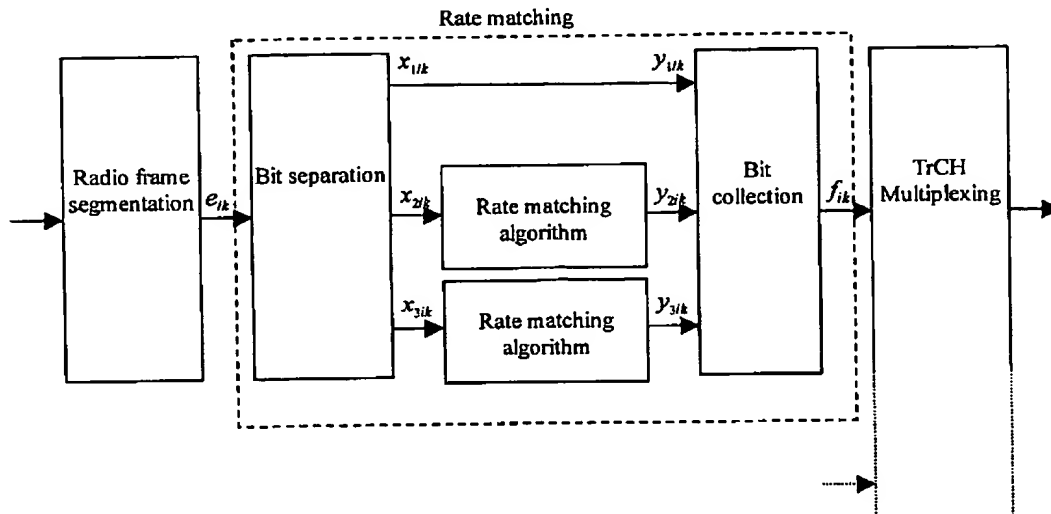 Rate matching
Radio frame
segmentation
e_ik
Bit separation
x_1ik
y_1ik
x_2ik
Rate matching
algorithm
y_2ik
x_3ik
Rate matching
algorithm
y_3ik
Bit
collection
f_ik
TrCH
Multiplexing